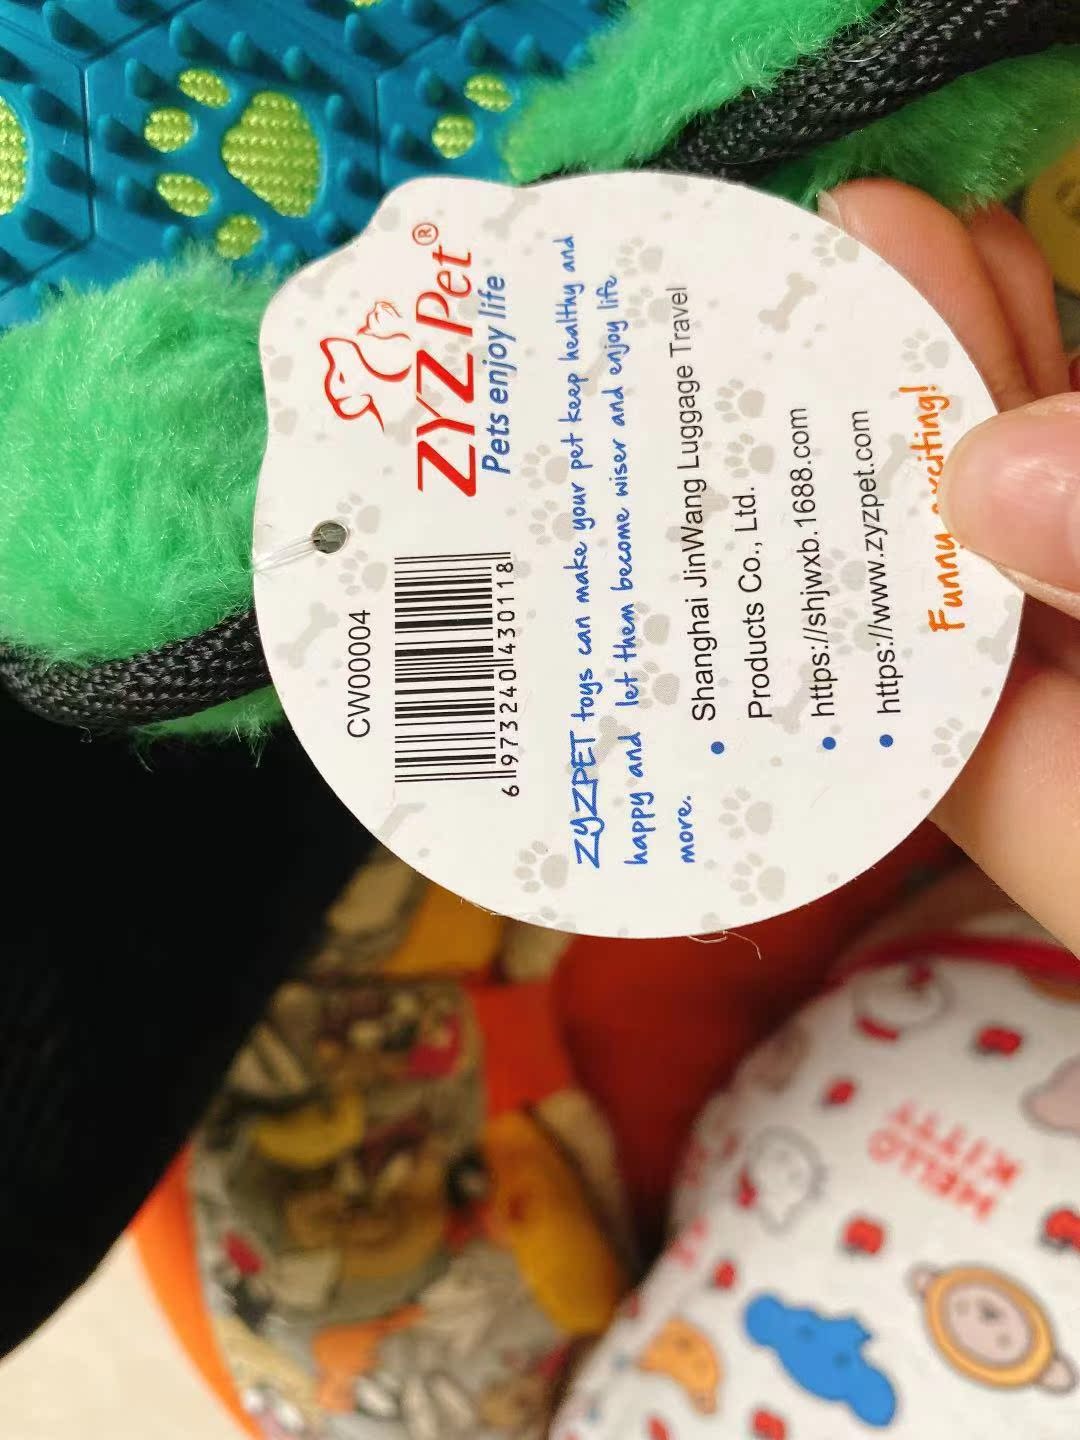 ZYZPet®
Pets enjoy life
CW00004
6 973240 430118
ZYZPET toys can make your pet keep healthy and
happy and let them become wiser and enjoy life
more.
• Shanghai JinWang Luggage Travel
Products Co., Ltd.
• https://shjwxb.1688.com
• https://www.zyzpet.com
Funny exciting!
HELLO
KITTY